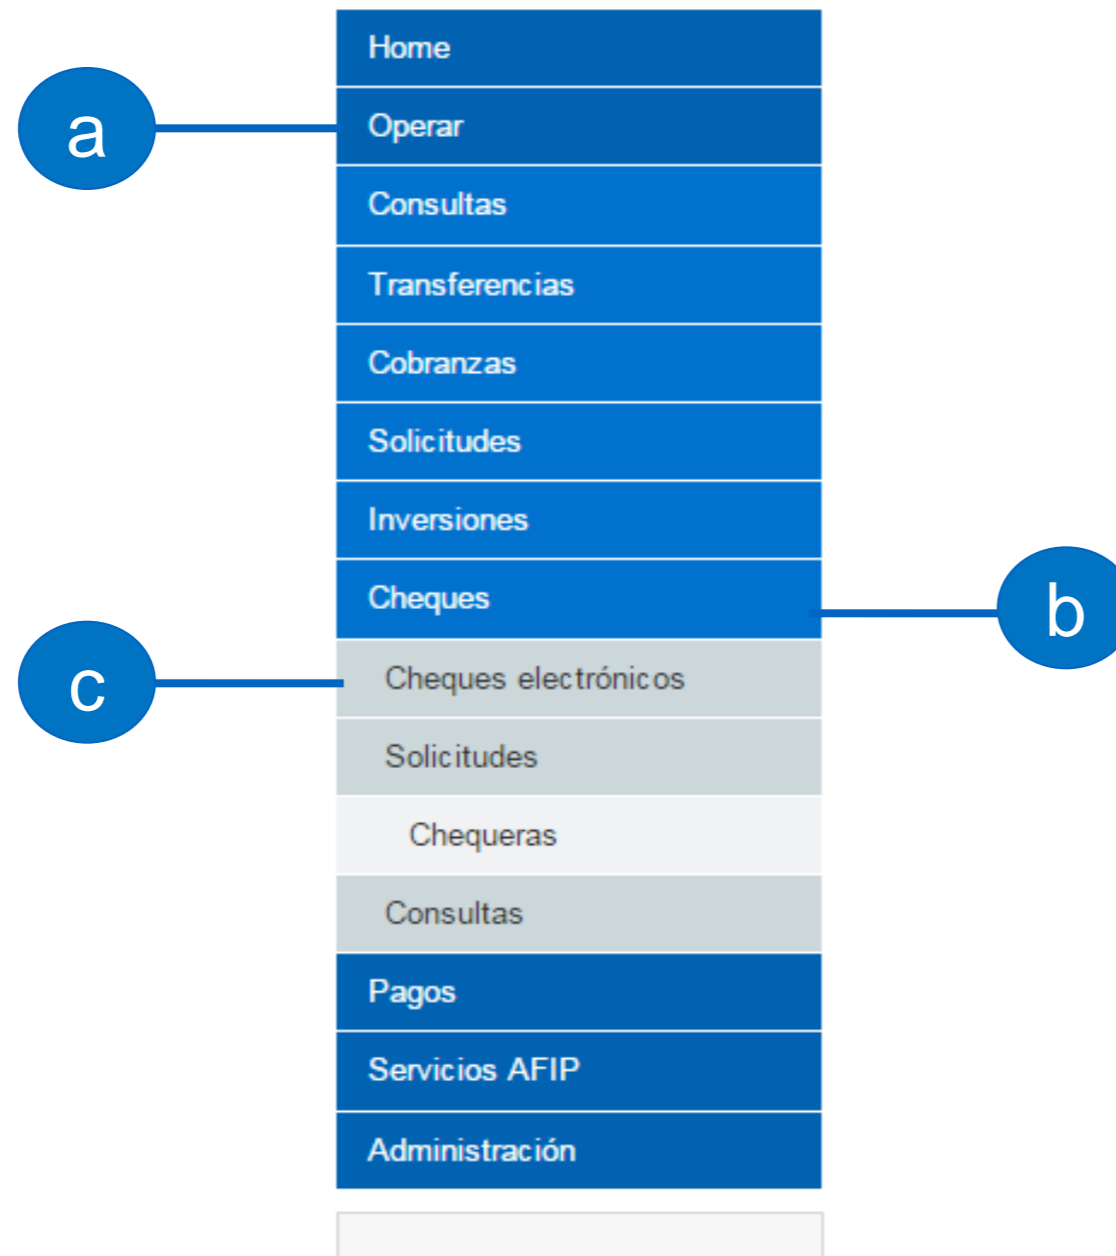 Home
a
Operar
Consultas
Transferencias
Cobranzas
Solicitudes
Inversiones
Cheques
b
c
Cheques electrónicos
Solicitudes
Chequeras
Consultas
Pagos
Servicios AFIP
Administración